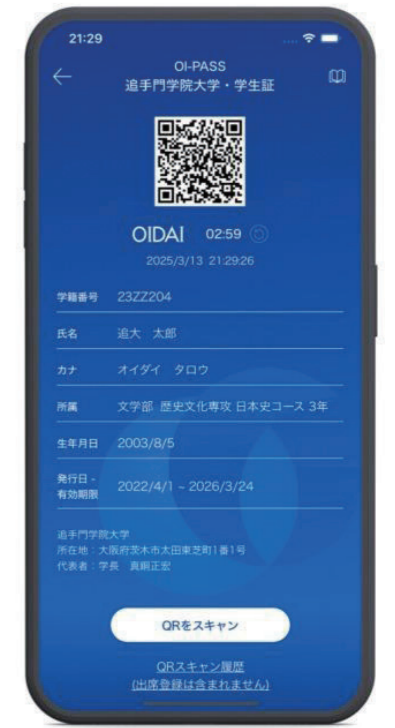 21:29
OI-PASS
追手門学院大学・学生証
OIDAI 02:59
2025/3/13 21:29:26
学籍番号 23ZZ204
氏名 追大 太郎
カナ オイダイ タロウ
所属 文学部 歴史文化専攻 日本史コース 3年
生年月日 2003/8/5
発行日 -
有効期限 2022/4/1 ~ 2026/3/24
追手門学院大学
所在地:大阪府茨木市太田東芝町1番1号
代表者:学長 真銅正宏
QRをスキャン
QRスキャン履歴
(出席登録は含まれません)